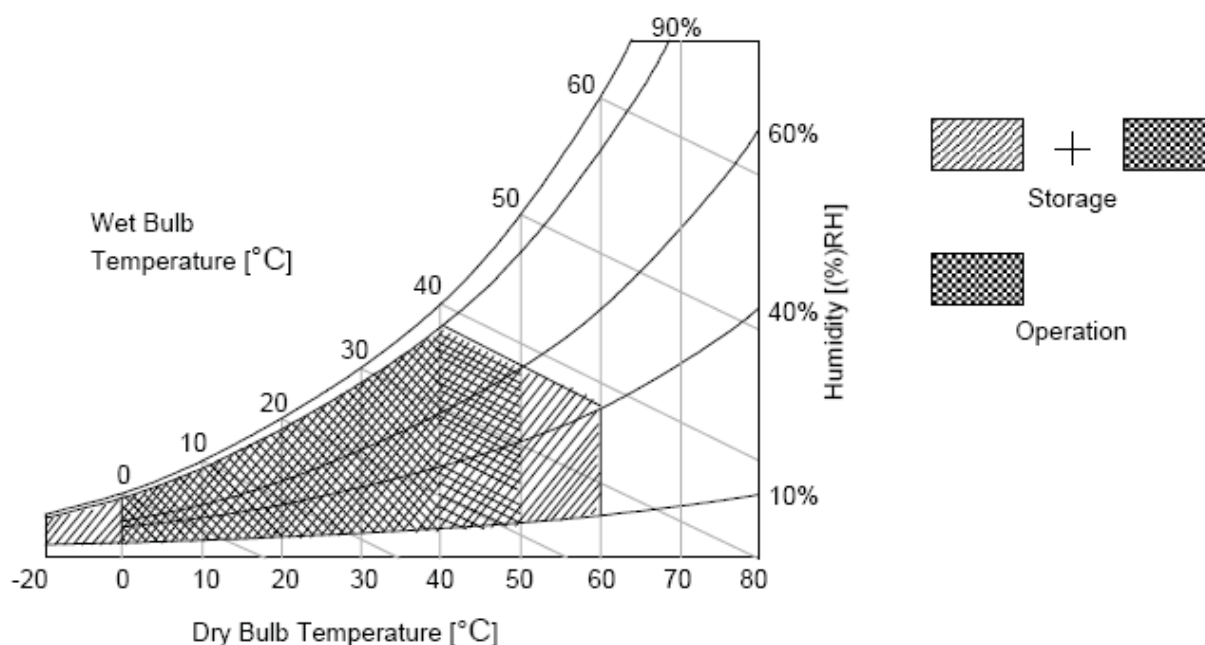 90%
60
60%
50
Wet Bulb
Temperature [°C]
Storage
40
40%
Humidity [(%)RH]
Operation
30
20
10
0
10%
-20 0 10 20 30 40 50 60 70 80
Dry Bulb Temperature [°C]